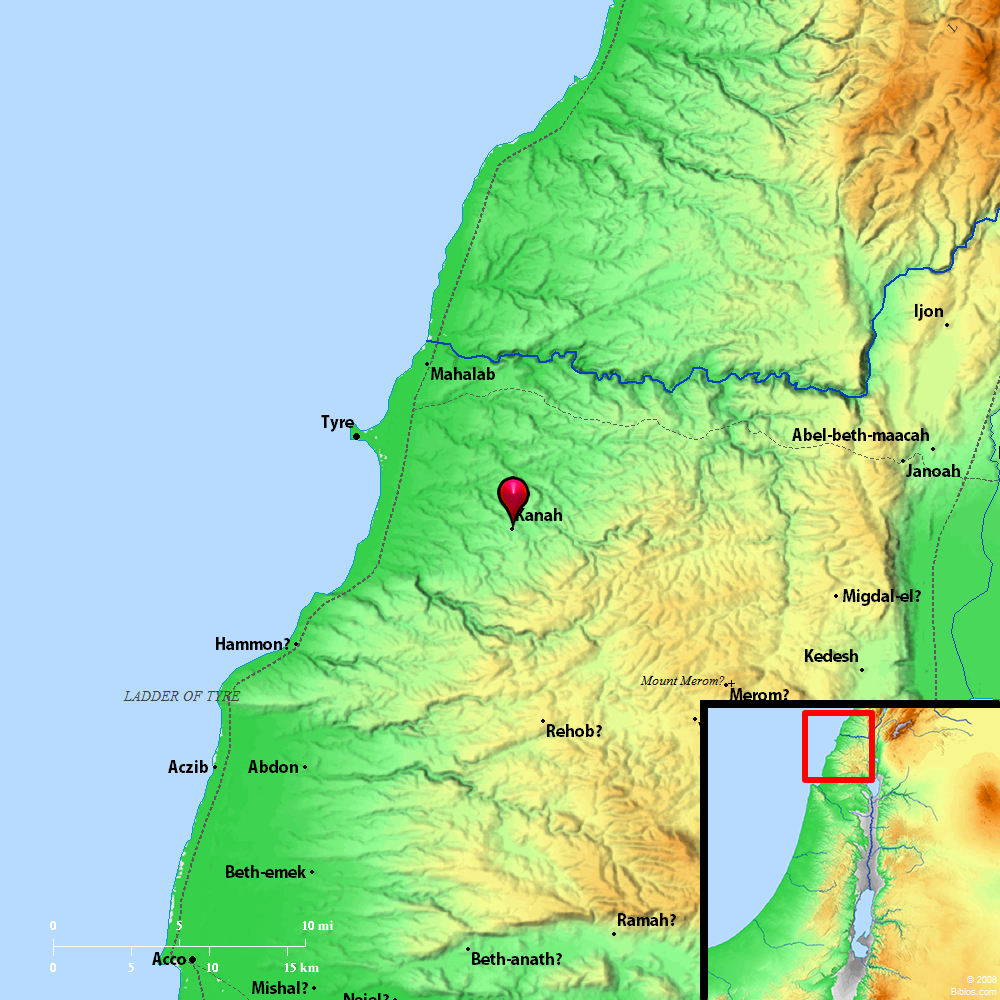 Ijon
Mahalab
Tyre
Abel-beth-maacah
Janoah
Kanah
Migdal-el?
Hammon?
Kedesh
Mount Merom?
Merom?
LADDER OF TYRE
Rehob?
Aczib
Abdon
Beth-emek
Ramah?
0 5 10 mi
0 5 10 15 km
Acco
Beth-anath?
Mishal?
Neiel?
© 2008
Biblos.com